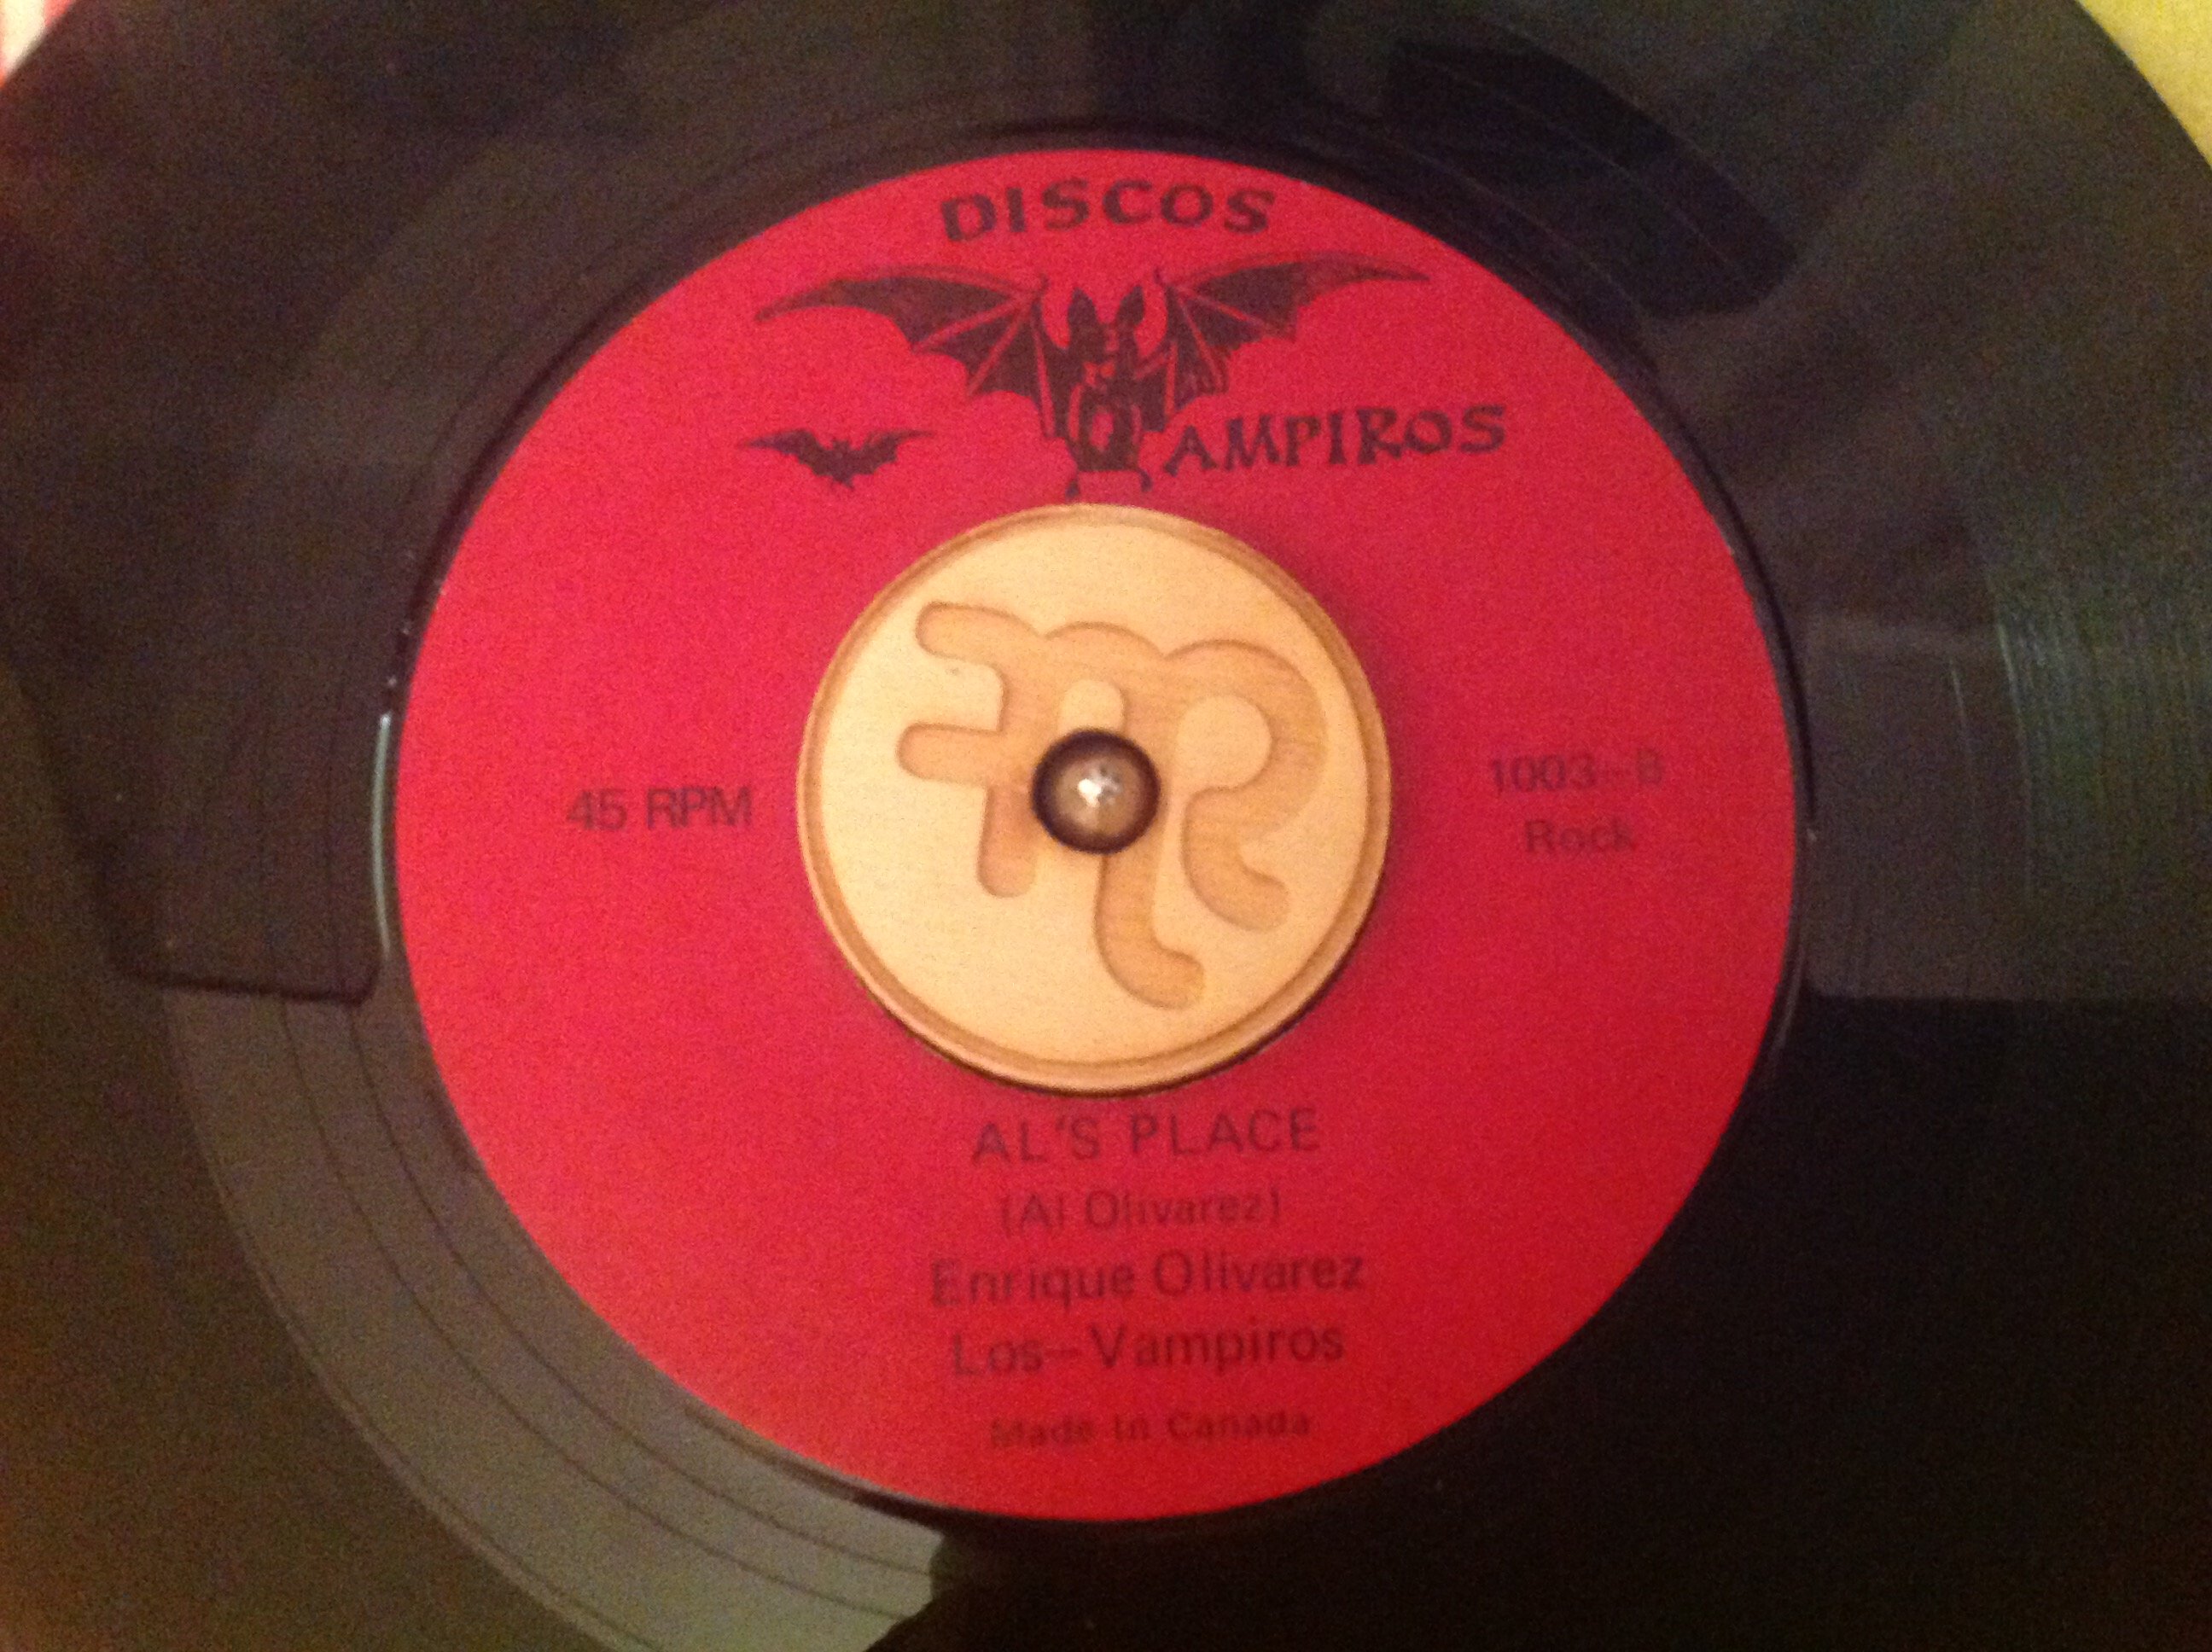 DISCOS
VAMPIROS
45 RPM
1003-B
Rock
AL'S PLACE
(Al Olivarez)
Enrique Olivarez
Los-Vampiros
Made In Canada